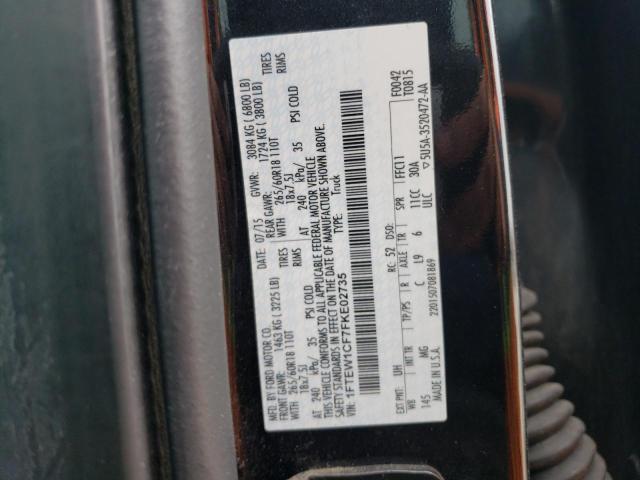 MFD. BY FORD MOTOR CO.
DATE: 07/15 GVWR: 3084 KG ( 6800 LB)
FRONT GAWR: 1463 KG ( 3225 LB) REAR GAWR: 1724 KG ( 3800 LB)
WITH 265/60R18 110T TIRES WITH 265/60R18 110T TIRES
18x7.5J RIMS 18x7.5J RIMS
AT 240 kPa/ 35 PSI COLD AT 240 kPa/ 35 PSI COLD
THIS VEHICLE CONFORMS TO ALL APPLICABLE FEDERAL MOTOR VEHICLE
SAFETY STANDARDS IN EFFECT ON THE DATE OF MANUFACTURE SHOWN ABOVE.
VIN: 1FTEW1CF7FKE02735 TYPE: Truck
F0042
T0815
EXT PNT: UH RC: 52 DSO:
WB INT TR TP/PS R AXLE TR SPR FFC11
145 MG C L9 6 11CC 30A
MADE IN U.S.A. 2201507081869 ULC ▽5U5A-3520472-AA